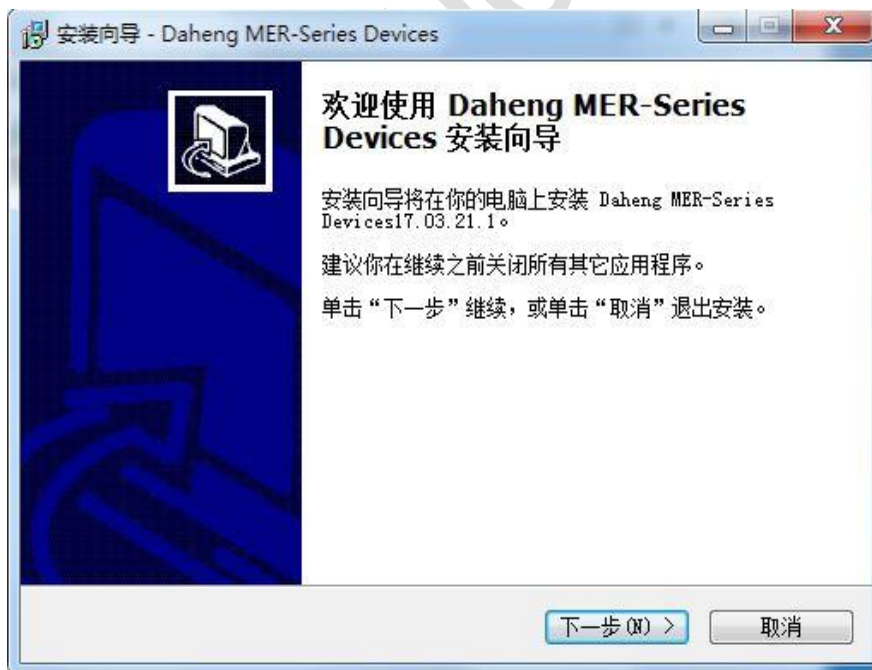 安装向导 - Daheng MER-Series Devices
欢迎使用 Daheng MER-Series
Devices 安装向导
安装向导将在你的电脑上安装 Daheng MER-Series
Devices17.03.21.1。
建议你在继续之前关闭所有其它应用程序。
单击“下一步”继续，或单击“取消”退出安装。
下一步(N) >
取消